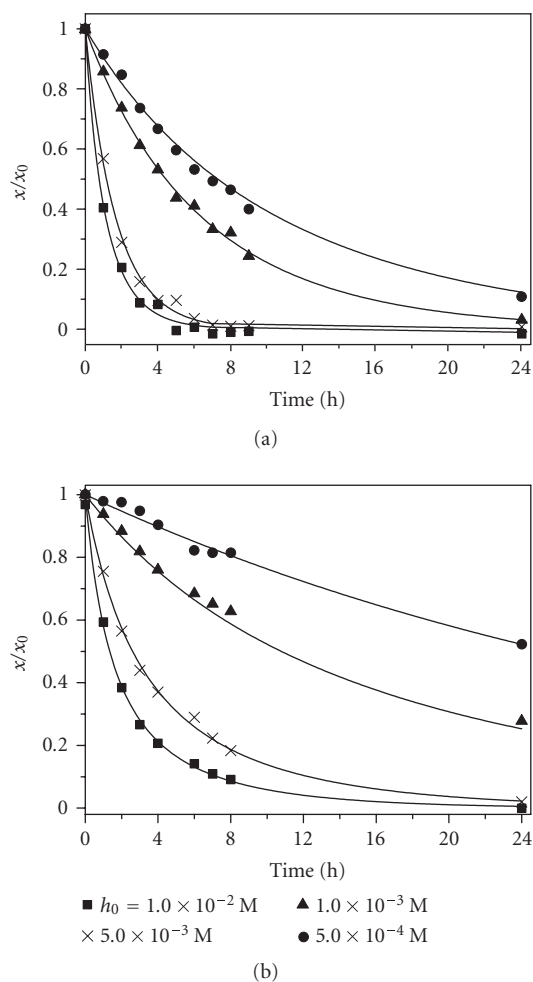 1
0.8
0.6
x/x₀
0.4
0.2
0
0 4 8 12 16 20 24
Time (h)
(a)
1
0.8
0.6
x/x₀
0.4
0.2
0
0 4 8 12 16 20 24
Time (h)
■ h₀ = 1.0 × 10⁻² M ▲ 1.0 × 10⁻³ M
× 5.0 × 10⁻³ M ● 5.0 × 10⁻⁴ M
(b)